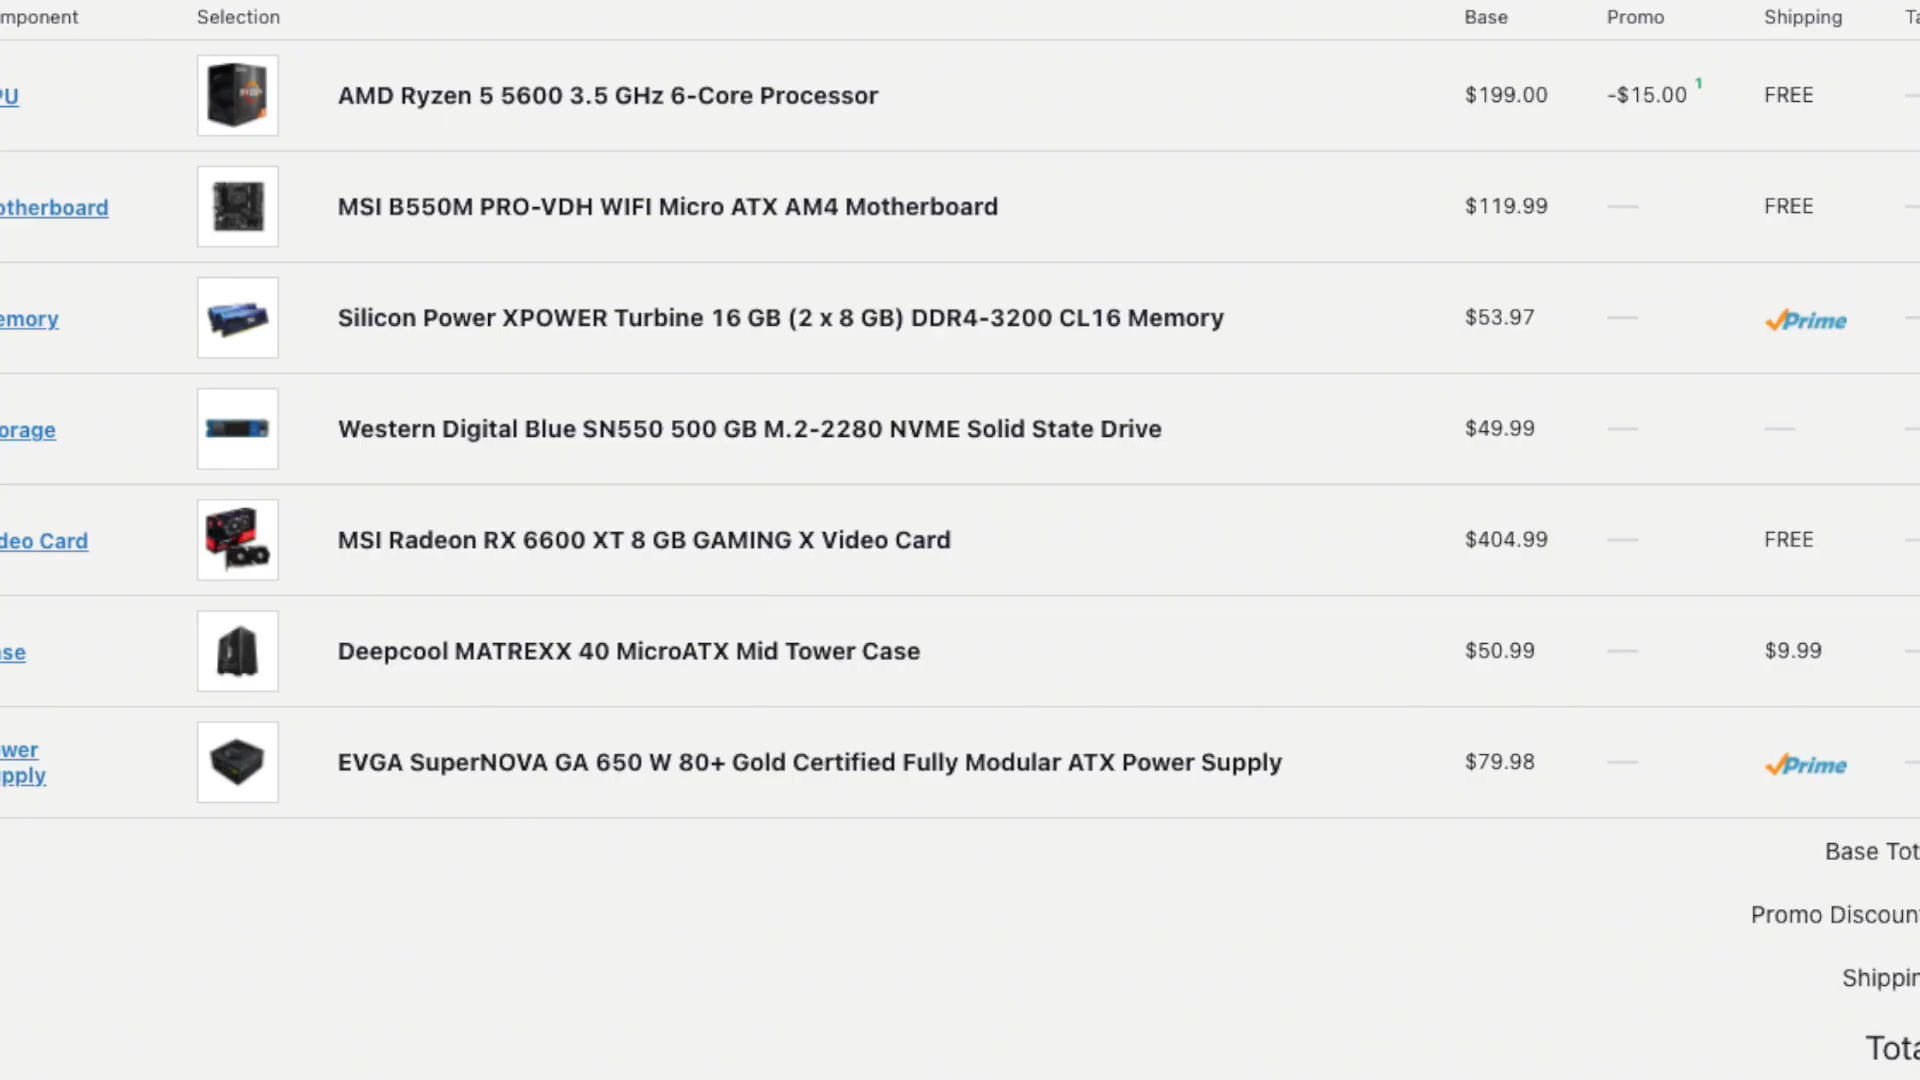 mponent Selection Base Promo Shipping Ta
PU AMD Ryzen 5 5600 3.5 GHz 6-Core Processor $199.00 -$15.00 1 FREE
otherboard MSI B550M PRO-VDH WIFI Micro ATX AM4 Motherboard $119.99 — FREE
emory Silicon Power XPOWER Turbine 16 GB (2 x 8 GB) DDR4-3200 CL16 Memory $53.97 — Prime
orage Western Digital Blue SN550 500 GB M.2-2280 NVME Solid State Drive $49.99 — —
deo Card MSI Radeon RX 6600 XT 8 GB GAMING X Video Card $404.99 — FREE
se Deepcool MATREXX 40 MicroATX Mid Tower Case $50.99 — $9.99
wer
pply EVGA SuperNOVA GA 650 W 80+ Gold Certified Fully Modular ATX Power Supply $79.98 — Prime
Base Tot
Promo Discount
Shippin
Tota